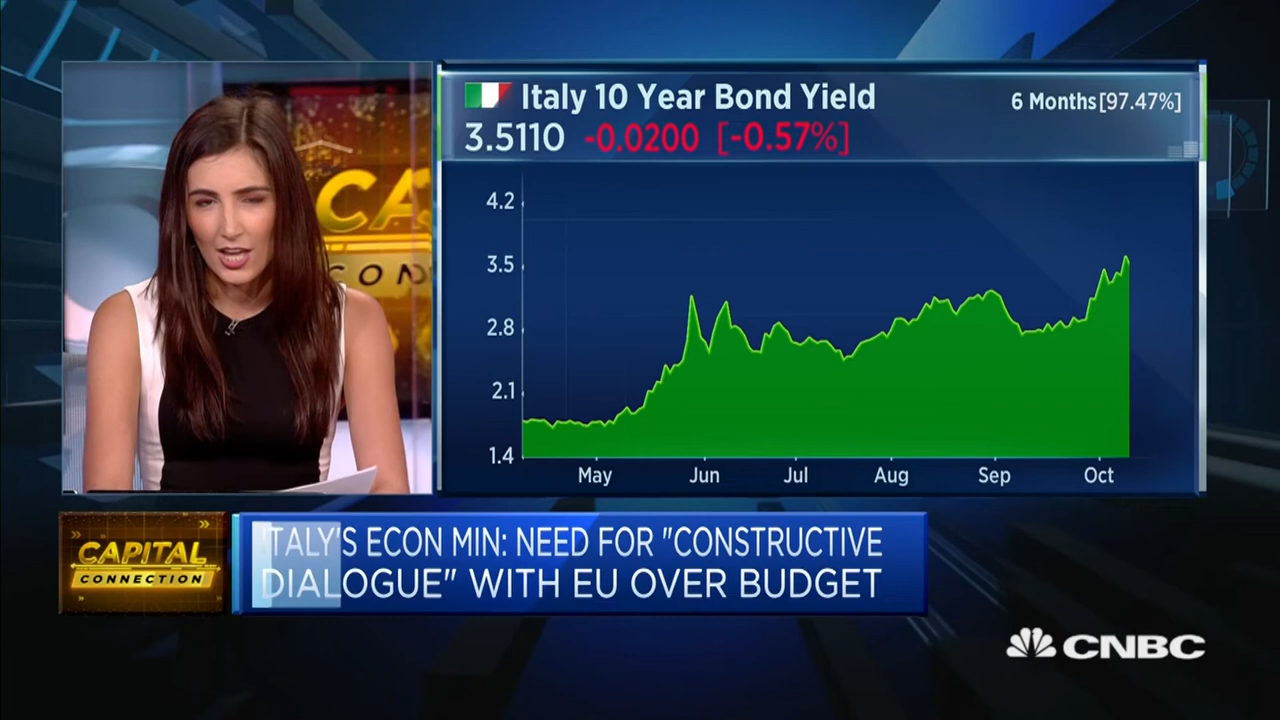 Italy 10 Year Bond Yield
6 Months[97.47%]
3.5110 -0.0200 [-0.57%]
4.2
3.5
2.8
2.1
1.4
May Jun Jul Aug Sep Oct
CA
CON
CAPITAL
CONNECTION
ITALY'S ECON MIN: NEED FOR "CONSTRUCTIVE
DIALOGUE" WITH EU OVER BUDGET
CNBC